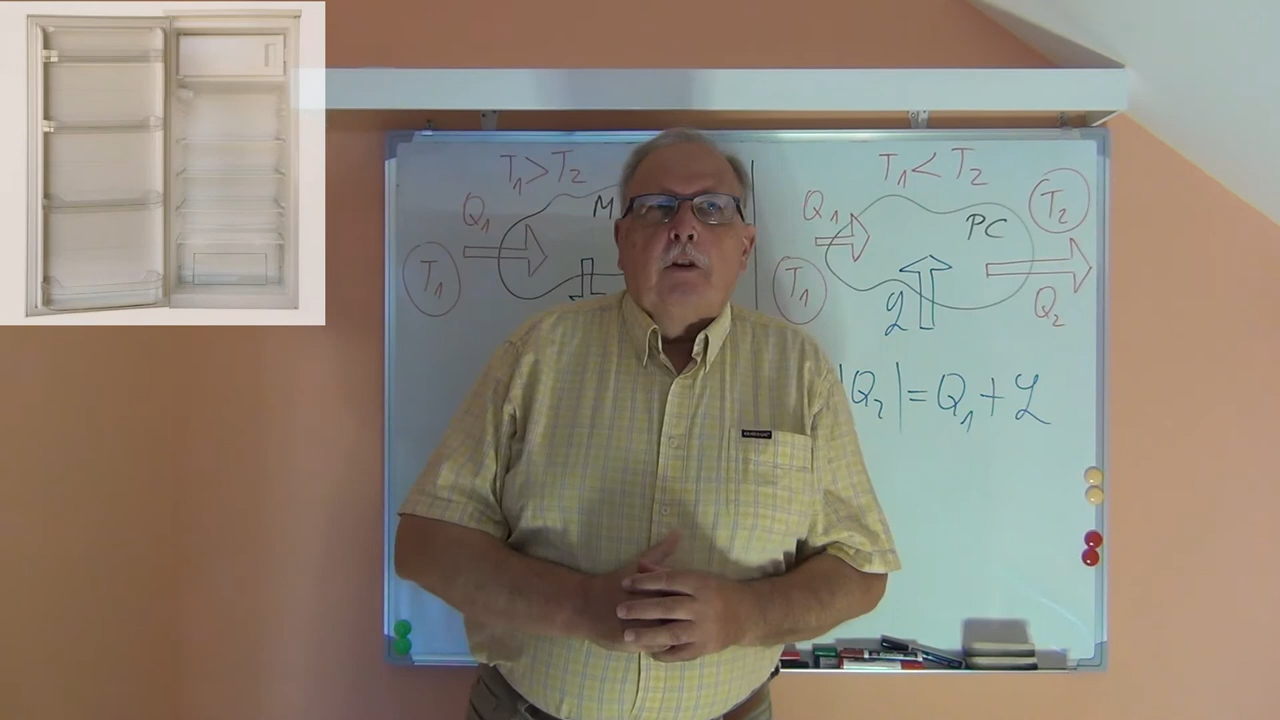 T₁>T₂
Q₁
M
T₁
T₁<T₂
Q₁
PC
T₂
T₁
L
Q₂
|Q₂|=Q₁+L